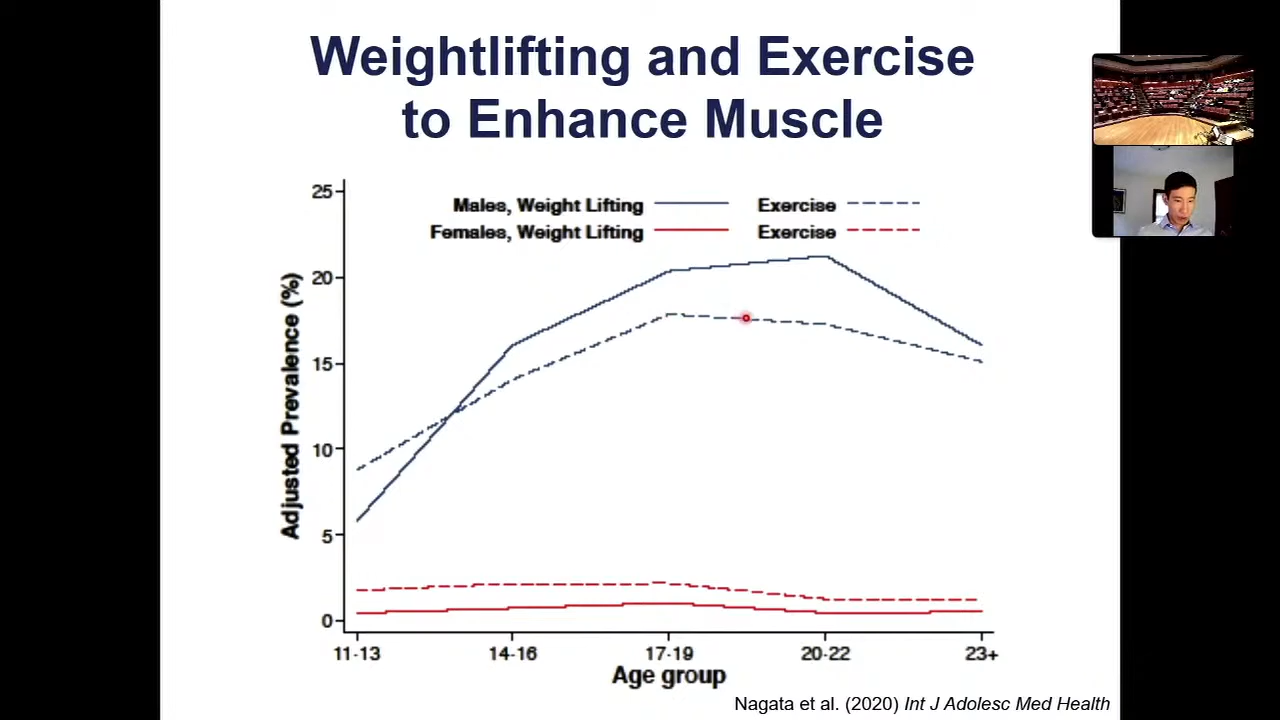 Weightlifting and Exercise
to Enhance Muscle
25
20
15
10
5
0
Adjusted Prevalence (%)
Males, Weight Lifting
Exercise
Females, Weight Lifting
Exercise
11-13
14-16
17-19
20-22
23+
Age group
Nagata et al. (2020) Int J Adolesc Med Health